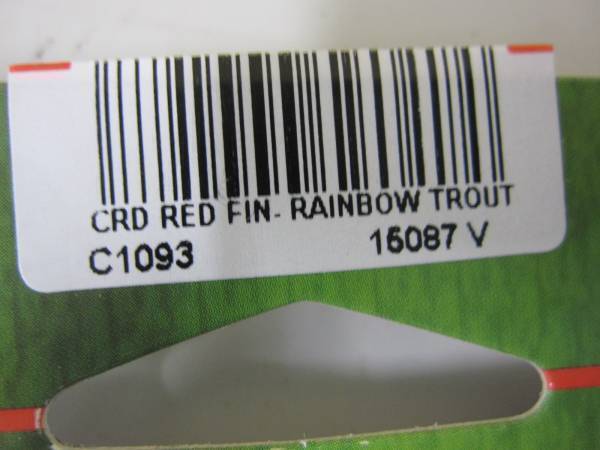 CRD RED FIN- RAINBOW TROUT
C1093 15087 V